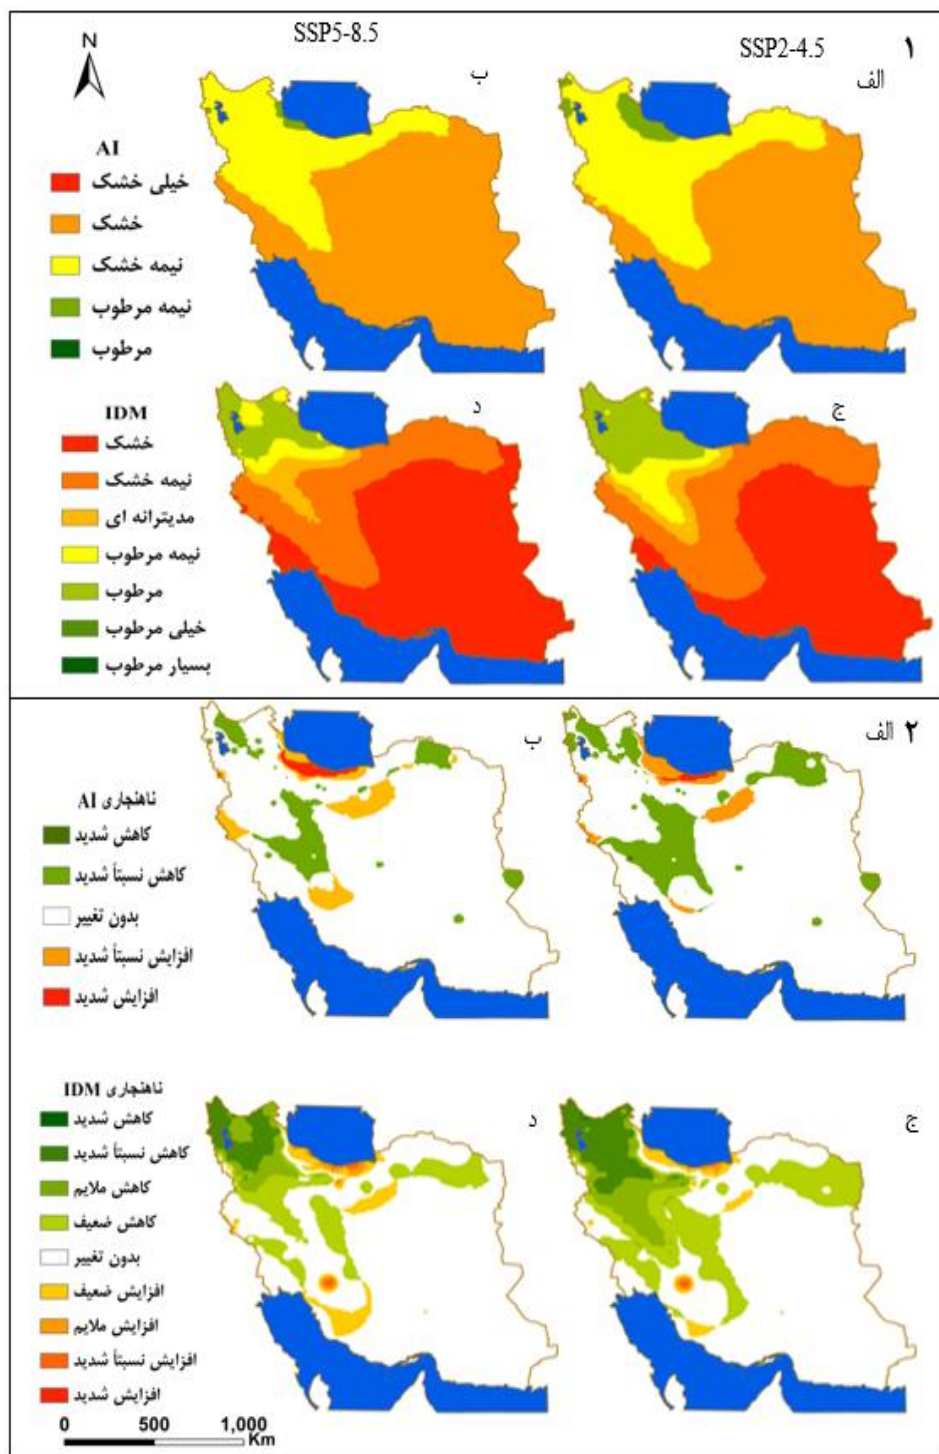 SSP5-8.5
SSP2-4.5
۱
ب
الف
N
AI
خیلی خشک
خشک
نیمه خشک
نیمه مرطوب
مرطوب
د
ج
IDM
خشک
نیمه خشک
مدیترانه ای
نیمه مرطوب
مرطوب
خیلی مرطوب
بسیار مرطوب
۲ الف
ب
ناهنجاری AI
کاهش شدید
کاهش نسبتاً شدید
بدون تغییر
افزایش نسبتاً شدید
افزایش شدید
ج
د
ناهنجاری IDM
کاهش شدید
کاهش نسبتاً شدید
کاهش ملایم
کاهش ضعیف
بدون تغییر
افزایش ضعیف
افزایش ملایم
افزایش نسبتاً شدید
افزایش شدید
0 500 1,000
Km